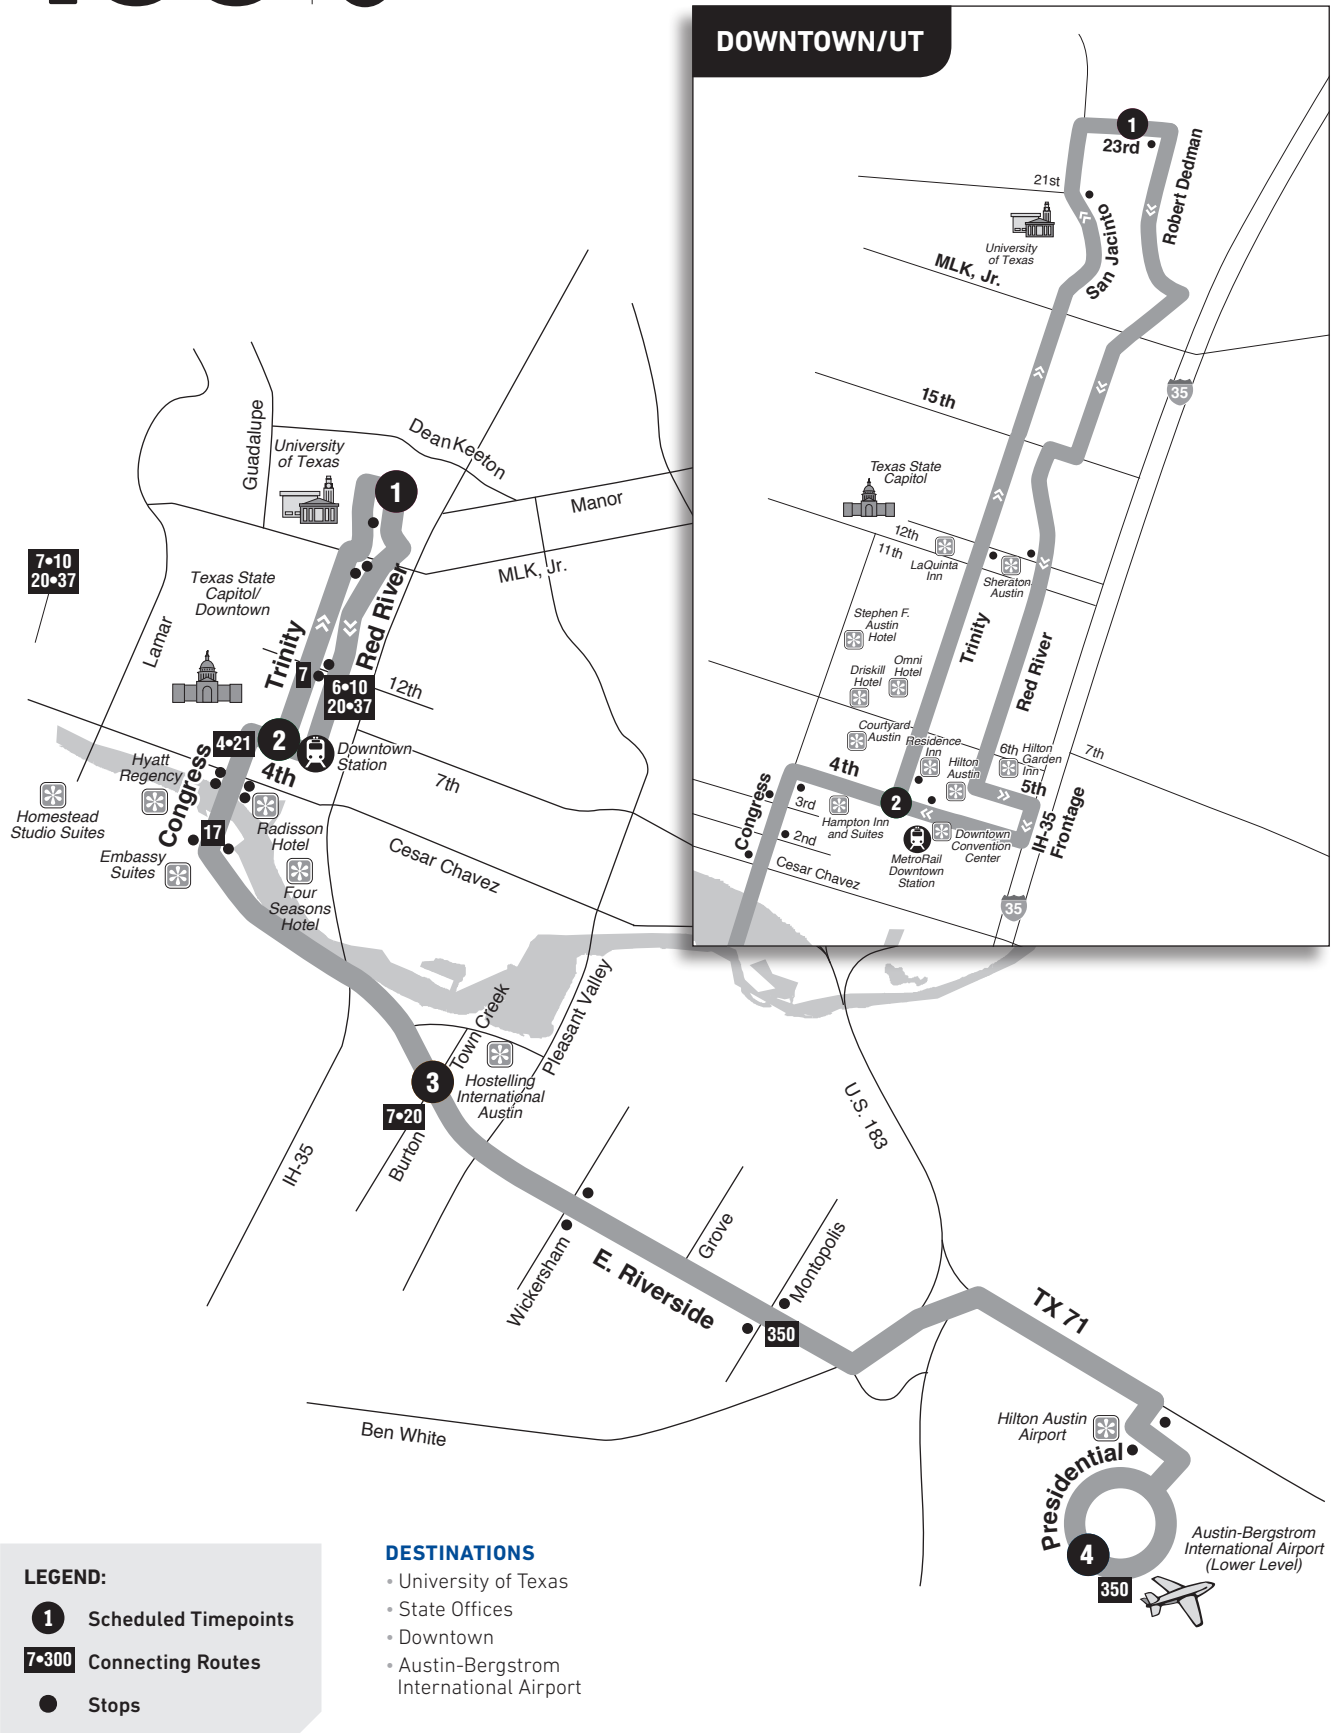 DOWNTOWN/UT
1
23rd
Robert Dedman
21st
San Jacinto
University
of Texas
MLK, Jr.
35
15th
Texas State
Capitol
12th
11th
LaQuinta
Inn
Sheraton
Austin
Stephen F.
Austin
Hotel
Trinity
Red River
Omni
Hotel
Driskill
Hotel
Courtyard
Austin
Residence
Inn
6th
Hilton
Garden
Inn
7th
Hilton
Austin
5th
4th
Congress
3rd
2
Hampton Inn
and Suites
IH-35
Frontage
2nd
Downtown
Convention
Center
MetroRail
Downtown
Station
Cesar Chavez
35
Guadalupe
Dean Keeton
University
of Texas
1
Manor
7•10
20•37
MLK, Jr.
Texas State
Capitol/
Downtown
Lamar
Trinity
Red River
7
6•10
20•37
12th
4•21
2
Downtown
Station
4th
7th
Hyatt
Regency
Congress
Homestead
Studio Suites
17
Radisson
Hotel
Embassy
Suites
Cesar Chavez
Four
Seasons
Hotel
Town Creek
Pleasant Valley
3
Hostelling
International
Austin
7•20
Burton
IH-35
U.S. 183
Wickersham
E. Riverside
Grove
Montopolis
350
TX 71
Ben White
Hilton Austin
Airport
Presidential
4
350
Austin-Bergstrom
International Airport
(Lower Level)
LEGEND:
1 Scheduled Timepoints
7•300 Connecting Routes
Stops
DESTINATIONS
• University of Texas
• State Offices
• Downtown
• Austin-Bergstrom
International Airport